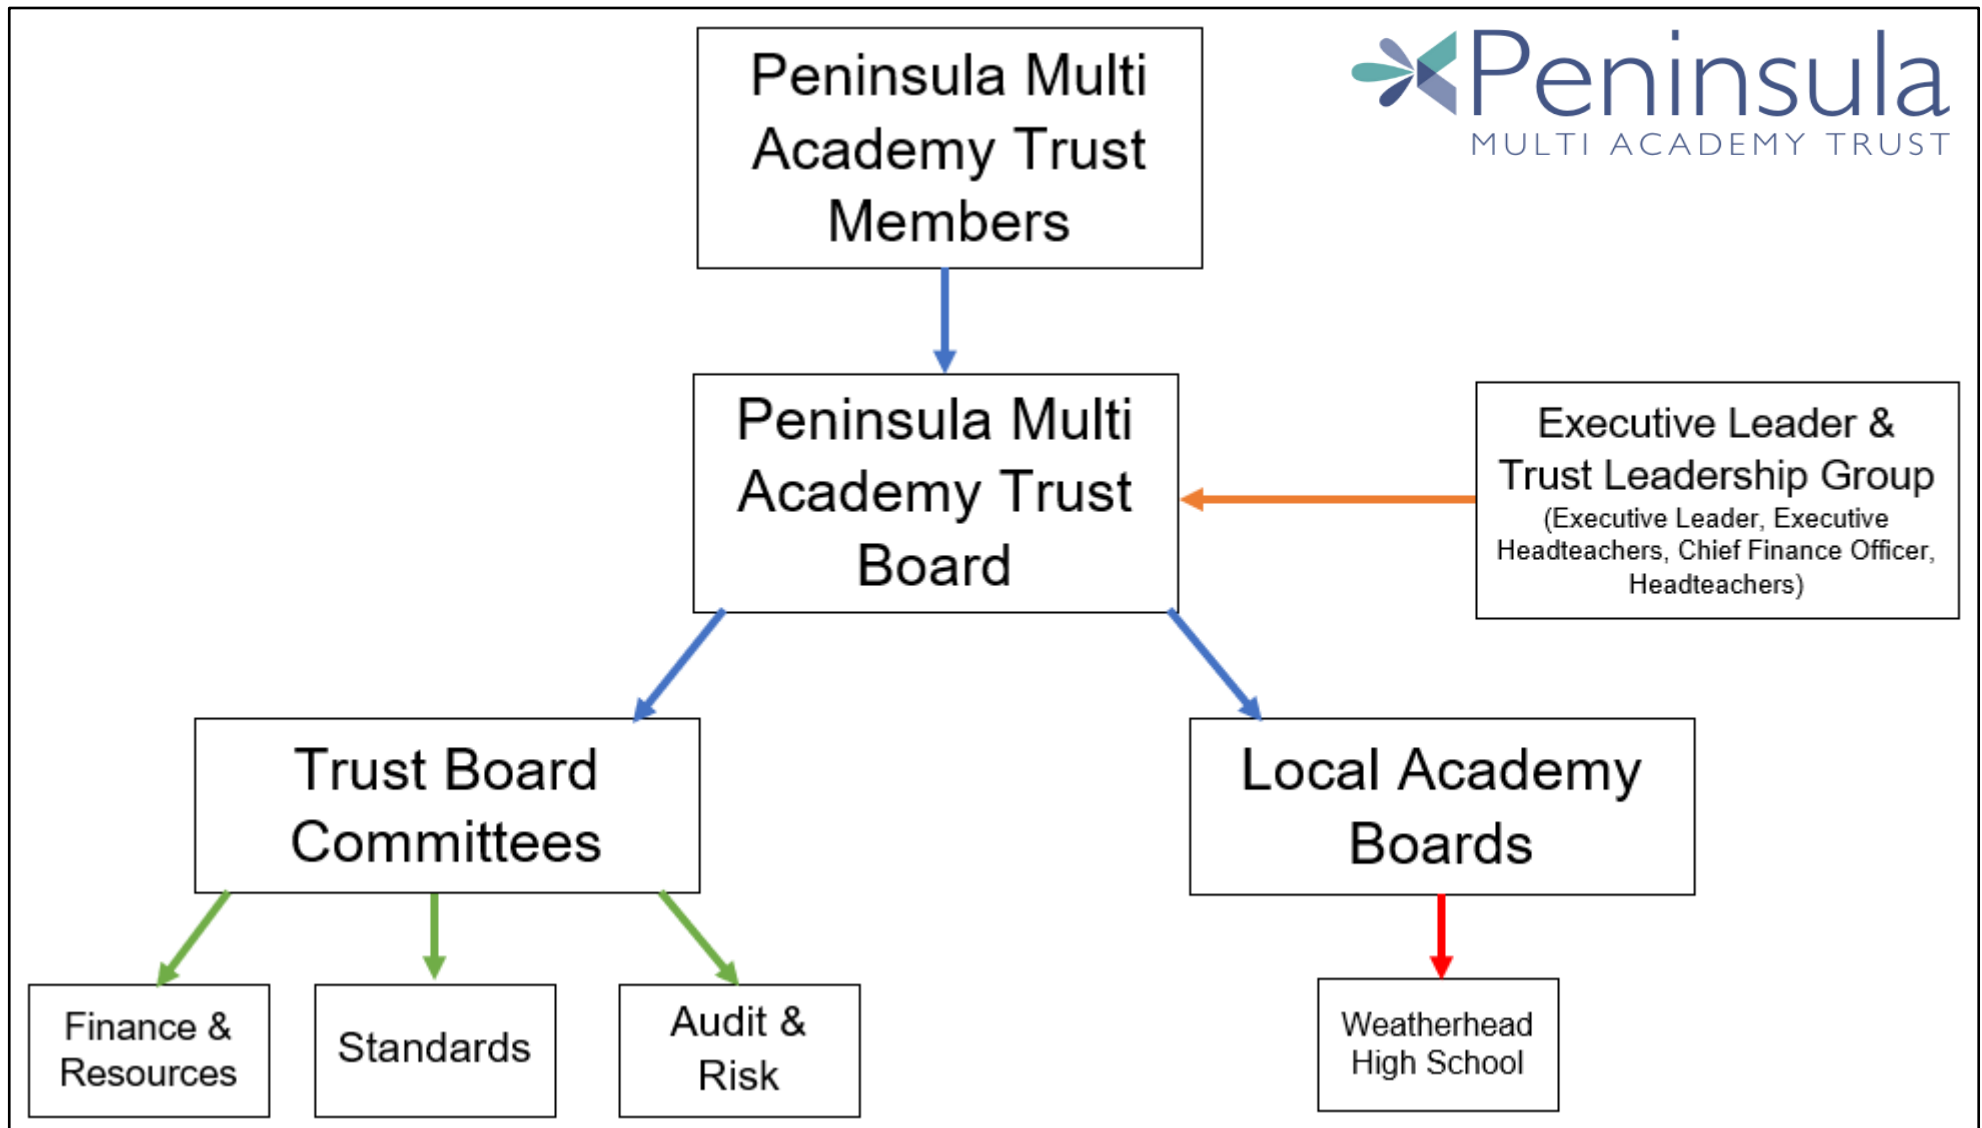 Peninsula Multi
Academy Trust
Members
Peninsula
MULTI ACADEMY TRUST
Peninsula Multi
Academy Trust
Board
Executive Leader &
Trust Leadership Group
(Executive Leader, Executive
Headteachers, Chief Finance Officer,
Headteachers)
Trust Board
Committees
Local Academy
Boards
Finance &
Resources
Standards
Audit &
Risk
Weatherhead
High School